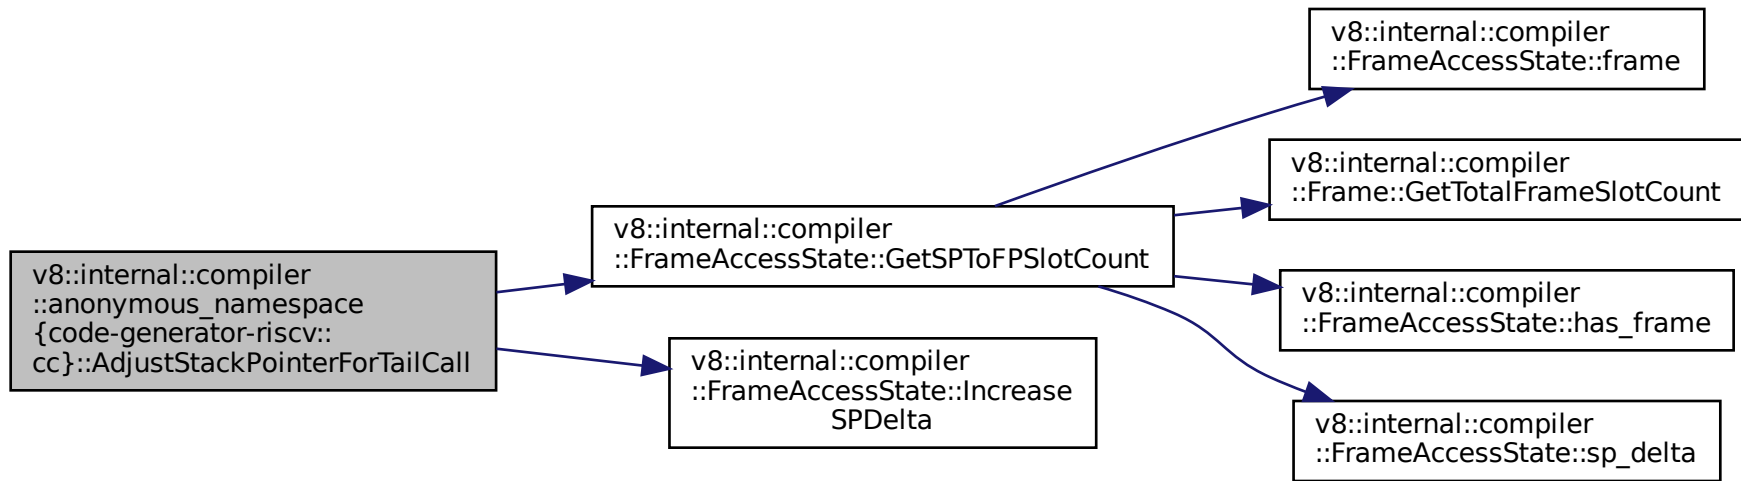 v8::internal::compiler
::FrameAccessState::frame
v8::internal::compiler
::Frame::GetTotalFrameSlotCount
v8::internal::compiler
::FrameAccessState::GetSPToFPSlotCount
v8::internal::compiler
::anonymous_namespace
{code-generator-riscv::
cc}::AdjustStackPointerForTailCall
v8::internal::compiler
::FrameAccessState::has_frame
v8::internal::compiler
::FrameAccessState::Increase
SPDelta
v8::internal::compiler
::FrameAccessState::sp_delta